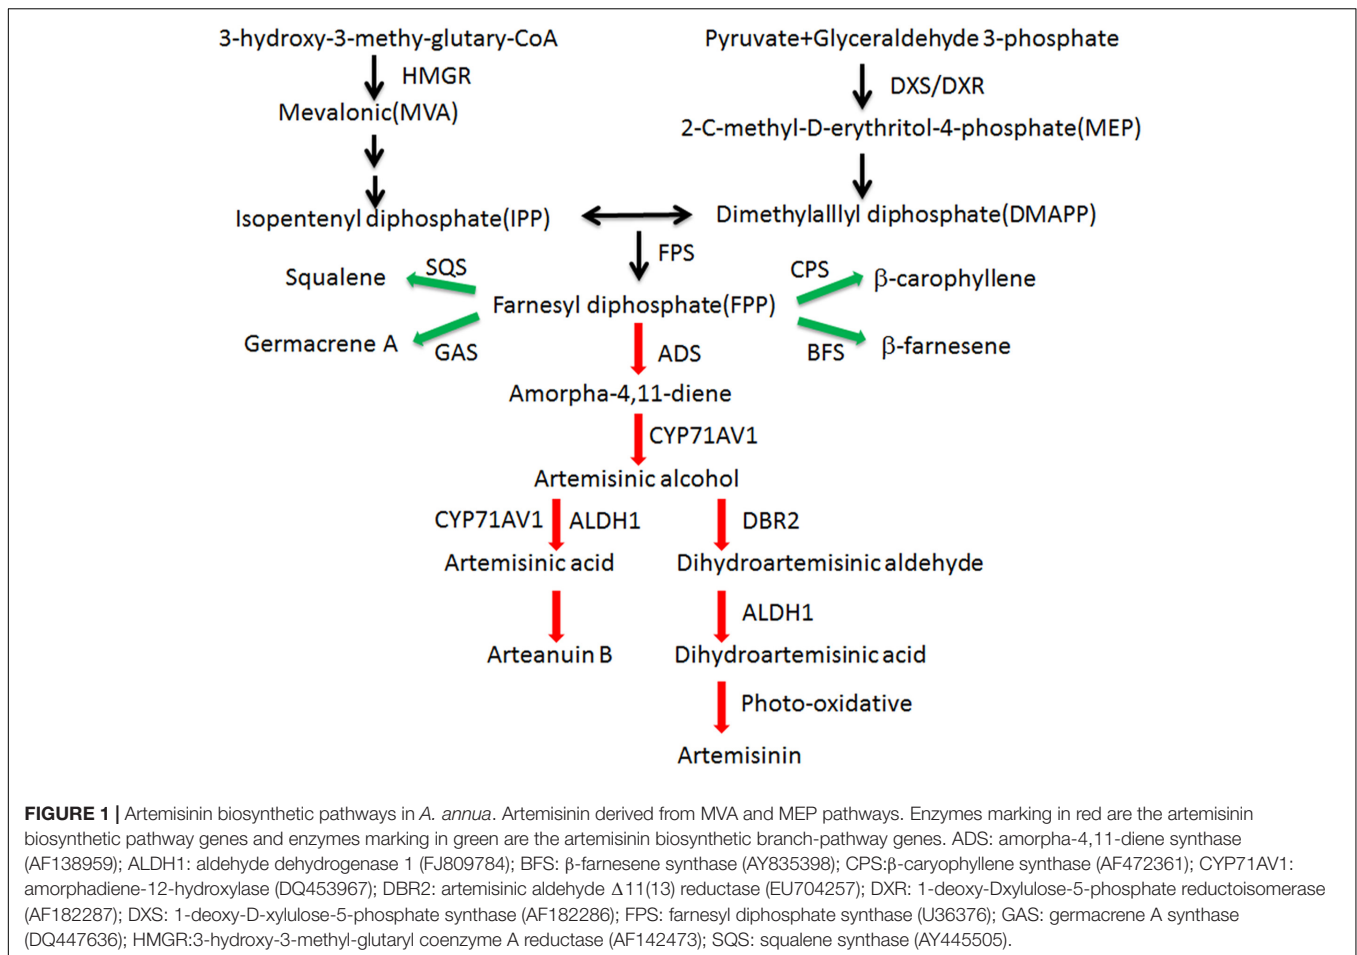 3-hydroxy-3-methy-glutary-CoA
Pyruvate+Glyceraldehyde 3-phosphate
HMGR
DXS/DXR
Mevalonic(MVA)
2-C-methyl-D-erythritol-4-phosphate(MEP)
Isopentenyl diphosphate(IPP)
Dimethylalllyl diphosphate(DMAPP)
FPS
Squalene
SQS
CPS
β-carophyllene
Farnesyl diphosphate(FPP)
Germacrene A
GAS
ADS
BFS
β-farnesene
Amorpha-4,11-diene
CYP71AV1
Artemisinic alcohol
CYP71AV1
ALDH1
DBR2
Artemisinic acid
Dihydroartemisinic aldehyde
ALDH1
Arteanuin B
Dihydroartemisinic acid
Photo-oxidative
Artemisinin
FIGURE 1 | Artemisinin biosynthetic pathways in A. annua. Artemisinin derived from MVA and MEP pathways. Enzymes marking in red are the artemisinin
biosynthetic pathway genes and enzymes marking in green are the artemisinin biosynthetic branch-pathway genes. ADS: amorpha-4,11-diene synthase
(AF138959); ALDH1: aldehyde dehydrogenase 1 (FJ809784); BFS: β-farnesene synthase (AY835398); CPS:β-caryophyllene synthase (AF472361); CYP71AV1:
amorphadiene-12-hydroxylase (DQ453967); DBR2: artemisinic aldehyde Δ11(13) reductase (EU704257); DXR: 1-deoxy-Dxylulose-5-phosphate reductoisomerase
(AF182287); DXS: 1-deoxy-D-xylulose-5-phosphate synthase (AF182286); FPS: farnesyl diphosphate synthase (U36376); GAS: germacrene A synthase
(DQ447636); HMGR:3-hydroxy-3-methyl-glutaryl coenzyme A reductase (AF142473); SQS: squalene synthase (AY445505).